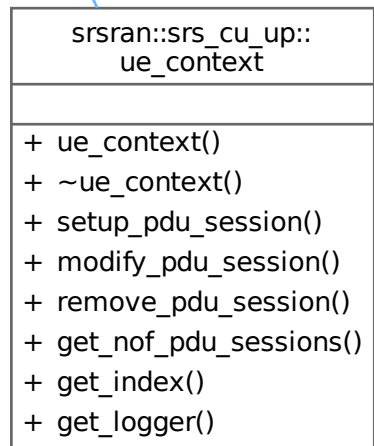 srsran::srs_cu_up::
ue_context
+ ue_context()
+ ~ue_context()
+ setup_pdu_session()
+ modify_pdu_session()
+ remove_pdu_session()
+ get_nof_pdu_sessions()
+ get_index()
+ get_logger()